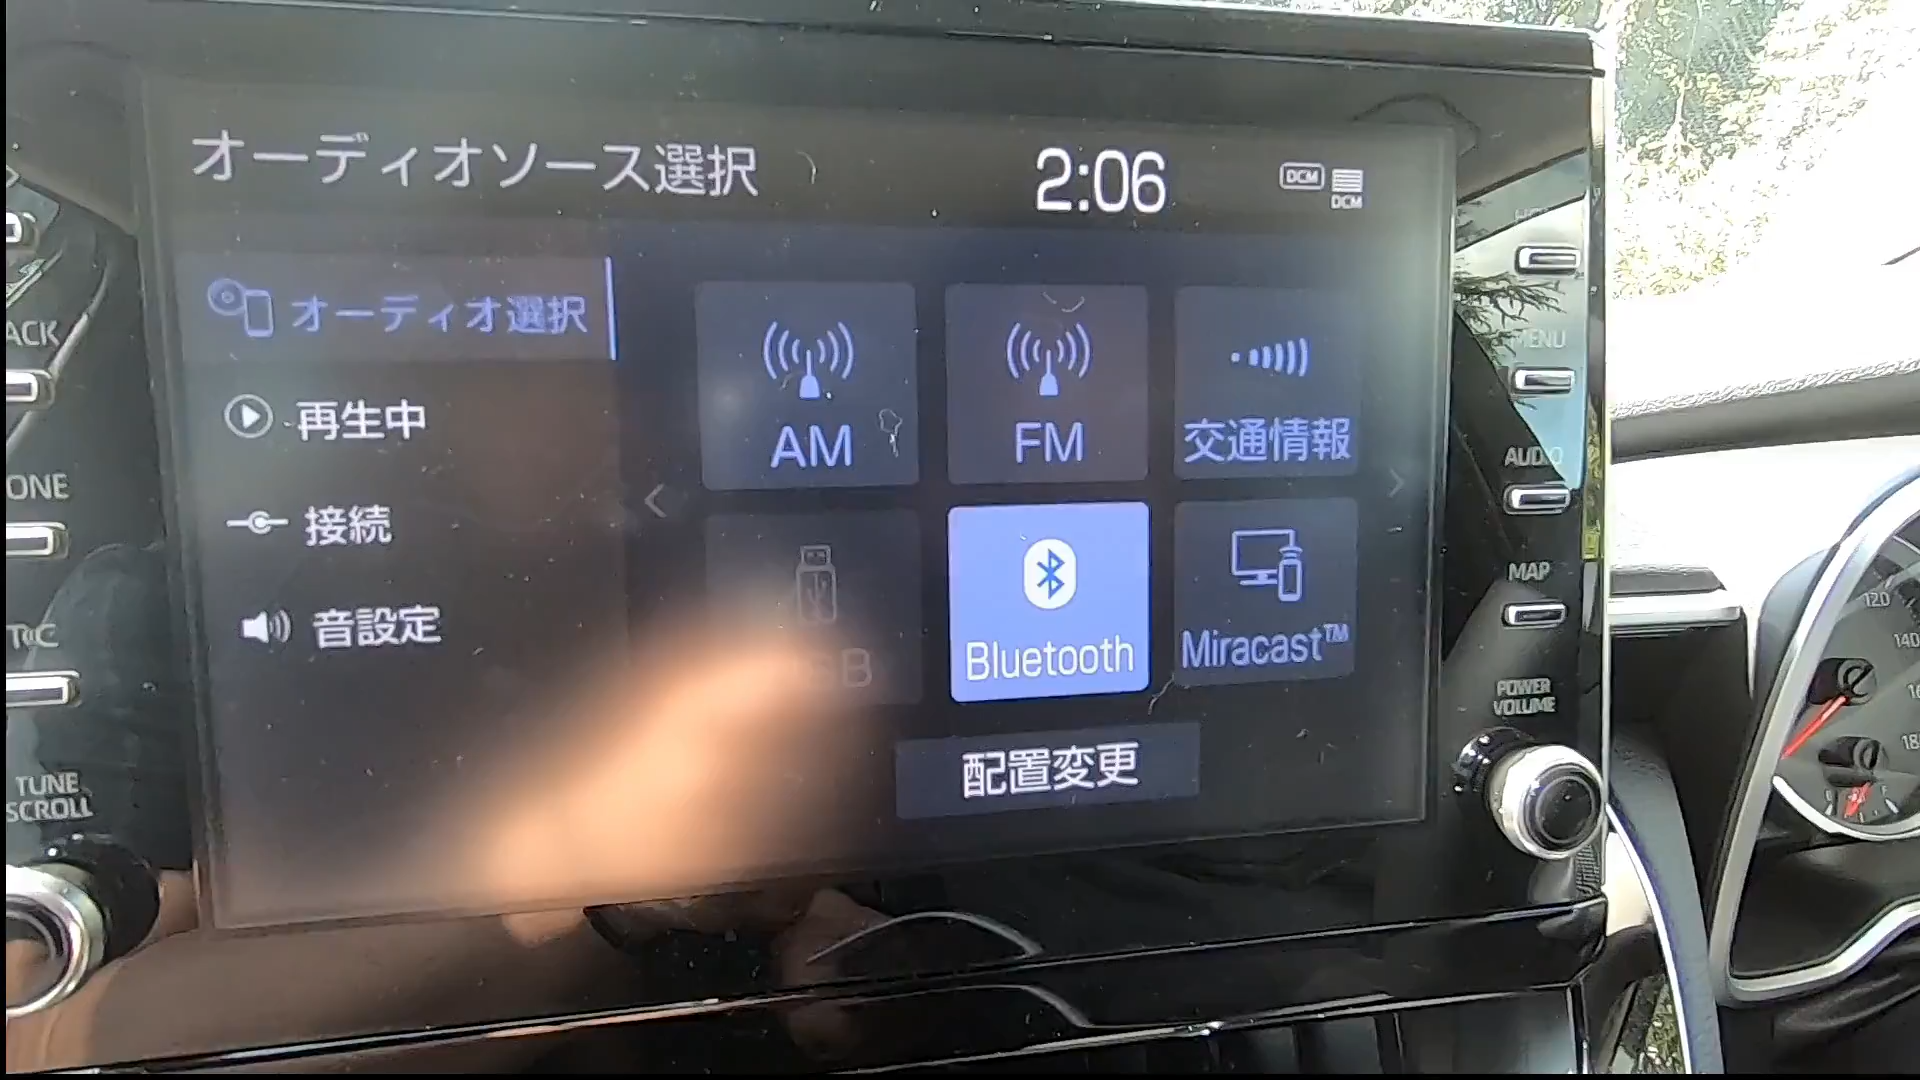 オーディオソース選択
2:06
DCM
DCM
オーディオ選択
再生中
接続
音設定
AM
FM
交通情報
Bluetooth
Miracast™
配置変更
TUNE
SCROLL
MENU
AUDIO
MAP
POWER
VOLUME
120
140